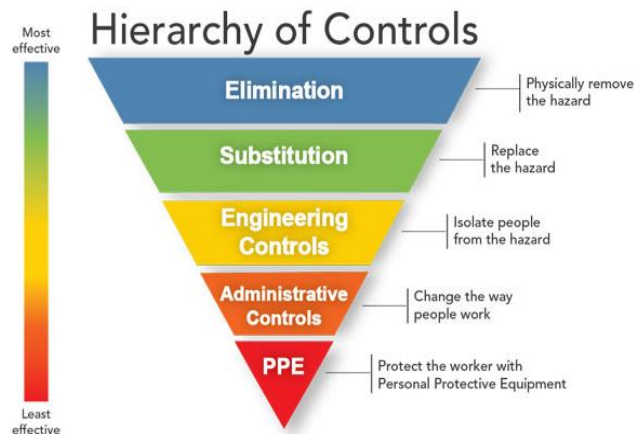 Most
effective
Hierarchy of Controls
Elimination
Physically remove
the hazard
Substitution
Replace
the hazard
Engineering
Controls
Isolate people
from the hazard
Administrative
Controls
Change the way
people work
PPE
Protect the worker with
Personal Protective Equipment
Least
effective